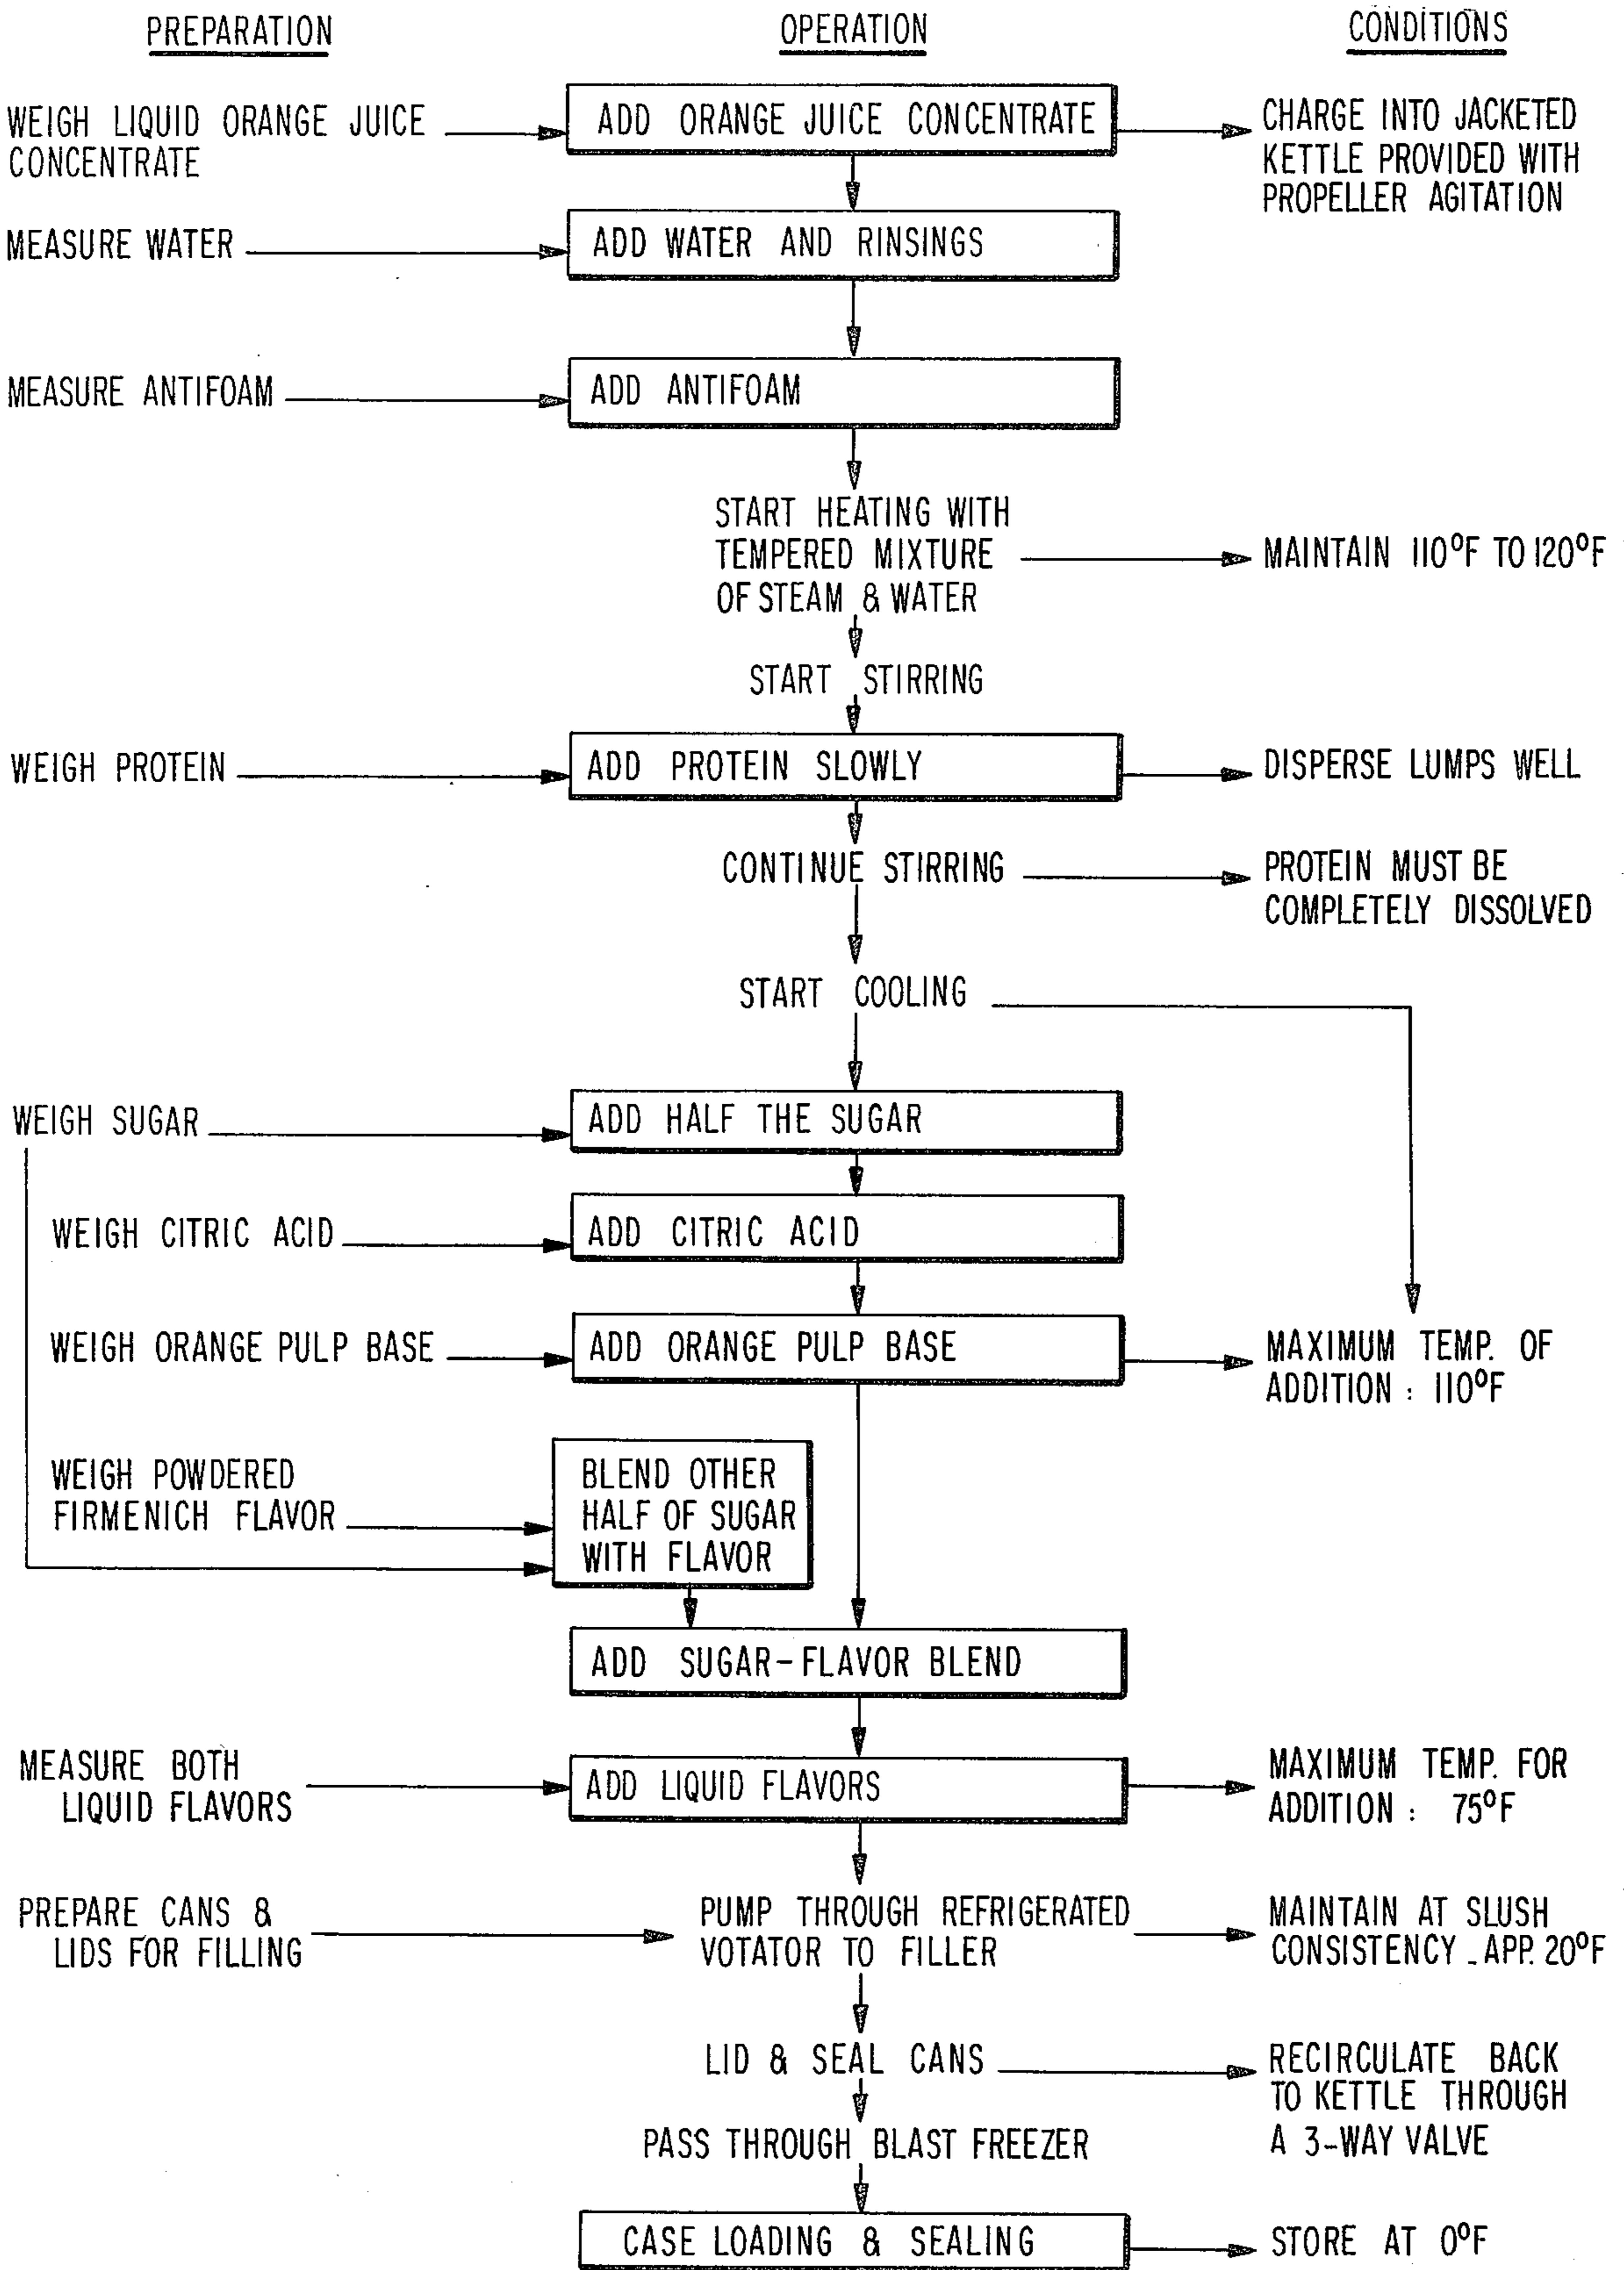 PREPARATION
OPERATION
CONDITIONS
WEIGH LIQUID ORANGE JUICE
CONCENTRATE
ADD ORANGE JUICE CONCENTRATE
CHARGE INTO JACKETED
KETTLE PROVIDED WITH
PROPELLER AGITATION
MEASURE WATER
ADD WATER AND RINSINGS
MEASURE ANTIFOAM
ADD ANTIFOAM
START HEATING WITH
TEMPERED MIXTURE
OF STEAM & WATER
MAINTAIN 110°F TO 120°F
START STIRRING
WEIGH PROTEIN
ADD PROTEIN SLOWLY
DISPERSE LUMPS WELL
CONTINUE STIRRING
PROTEIN MUST BE
COMPLETELY DISSOLVED
START COOLING
WEIGH SUGAR
ADD HALF THE SUGAR
WEIGH CITRIC ACID
ADD CITRIC ACID
WEIGH ORANGE PULP BASE
ADD ORANGE PULP BASE
MAXIMUM TEMP. OF
ADDITION : 110°F
WEIGH POWDERED
FIRMENICH FLAVOR
BLEND OTHER
HALF OF SUGAR
WITH FLAVOR
ADD SUGAR-FLAVOR BLEND
MEASURE BOTH
LIQUID FLAVORS
ADD LIQUID FLAVORS
MAXIMUM TEMP. FOR
ADDITION : 75°F
PREPARE CANS &
LIDS FOR FILLING
PUMP THROUGH REFRIGERATED
VOTATOR TO FILLER
MAINTAIN AT SLUSH
CONSISTENCY - APP. 20°F
LID & SEAL CANS
RECIRCULATE BACK
TO KETTLE THROUGH
A 3-WAY VALVE
PASS THROUGH BLAST FREEZER
CASE LOADING & SEALING
STORE AT 0°F